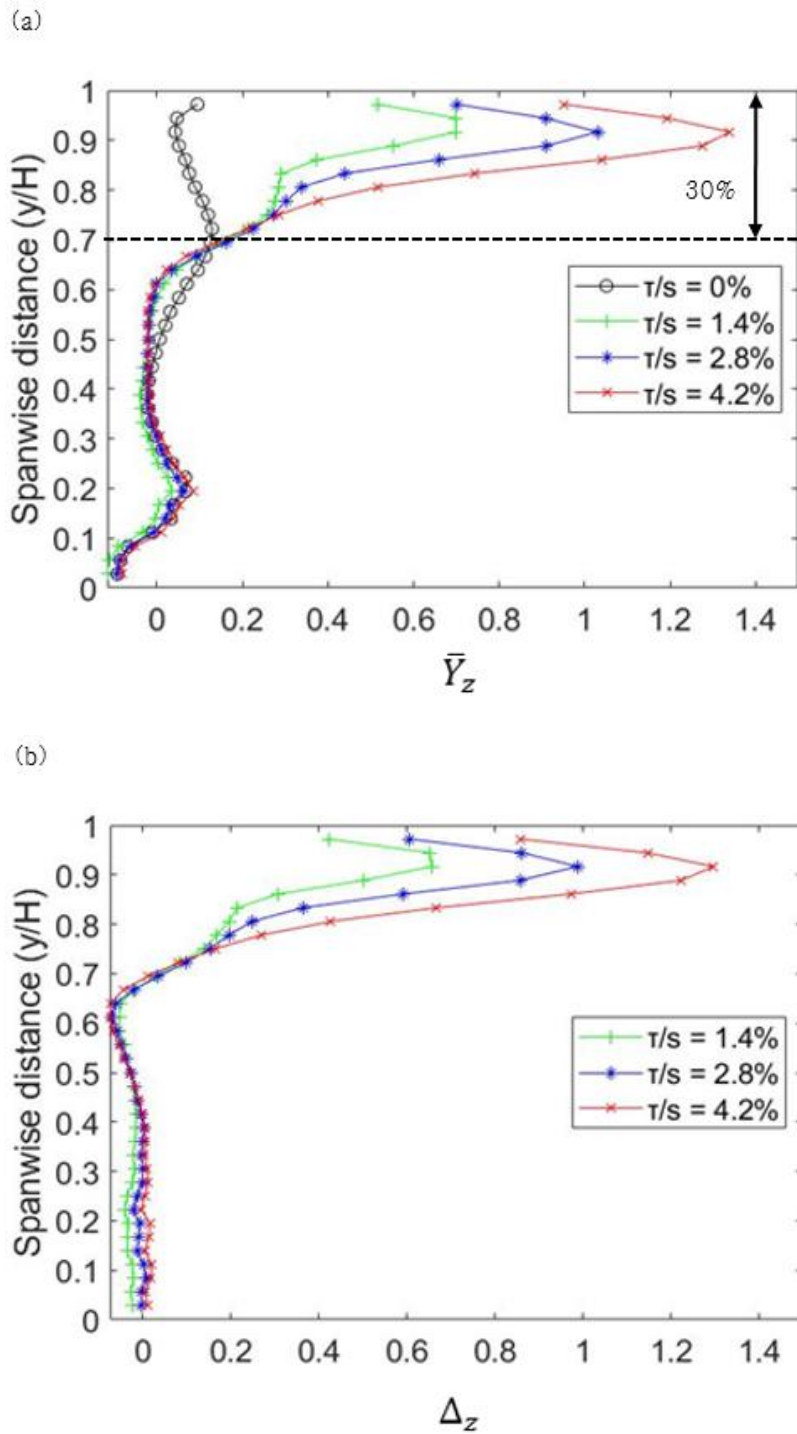 (a)
1
0.9
0.8
0.7
0.6
0.5
0.4
0.3
0.2
0.1
0
Spanwise distance (y/H)
30%
τ/s = 0%
τ/s = 1.4%
τ/s = 2.8%
τ/s = 4.2%
0 0.2 0.4 0.6 0.8 1 1.2 1.4
Ȳz
(b)
1
0.9
0.8
0.7
0.6
0.5
0.4
0.3
0.2
0.1
0
Spanwise distance (y/H)
τ/s = 1.4%
τ/s = 2.8%
τ/s = 4.2%
0 0.2 0.4 0.6 0.8 1 1.2 1.4
Δz